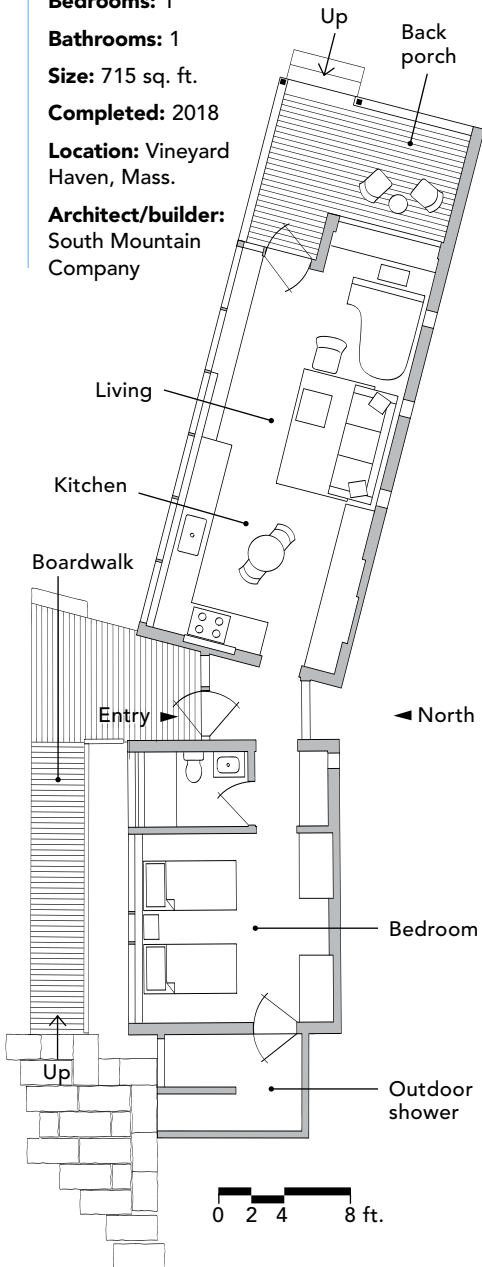 Bedrooms: 1
Bathrooms: 1
Size: 715 sq. ft.
Completed: 2018
Location: Vineyard
Haven, Mass.
Architect/builder:
South Mountain
Company
Up
Back
porch
Living
Kitchen
Boardwalk
Entry
North
Bedroom
Up
Outdoor
shower
0 2 4 8 ft.